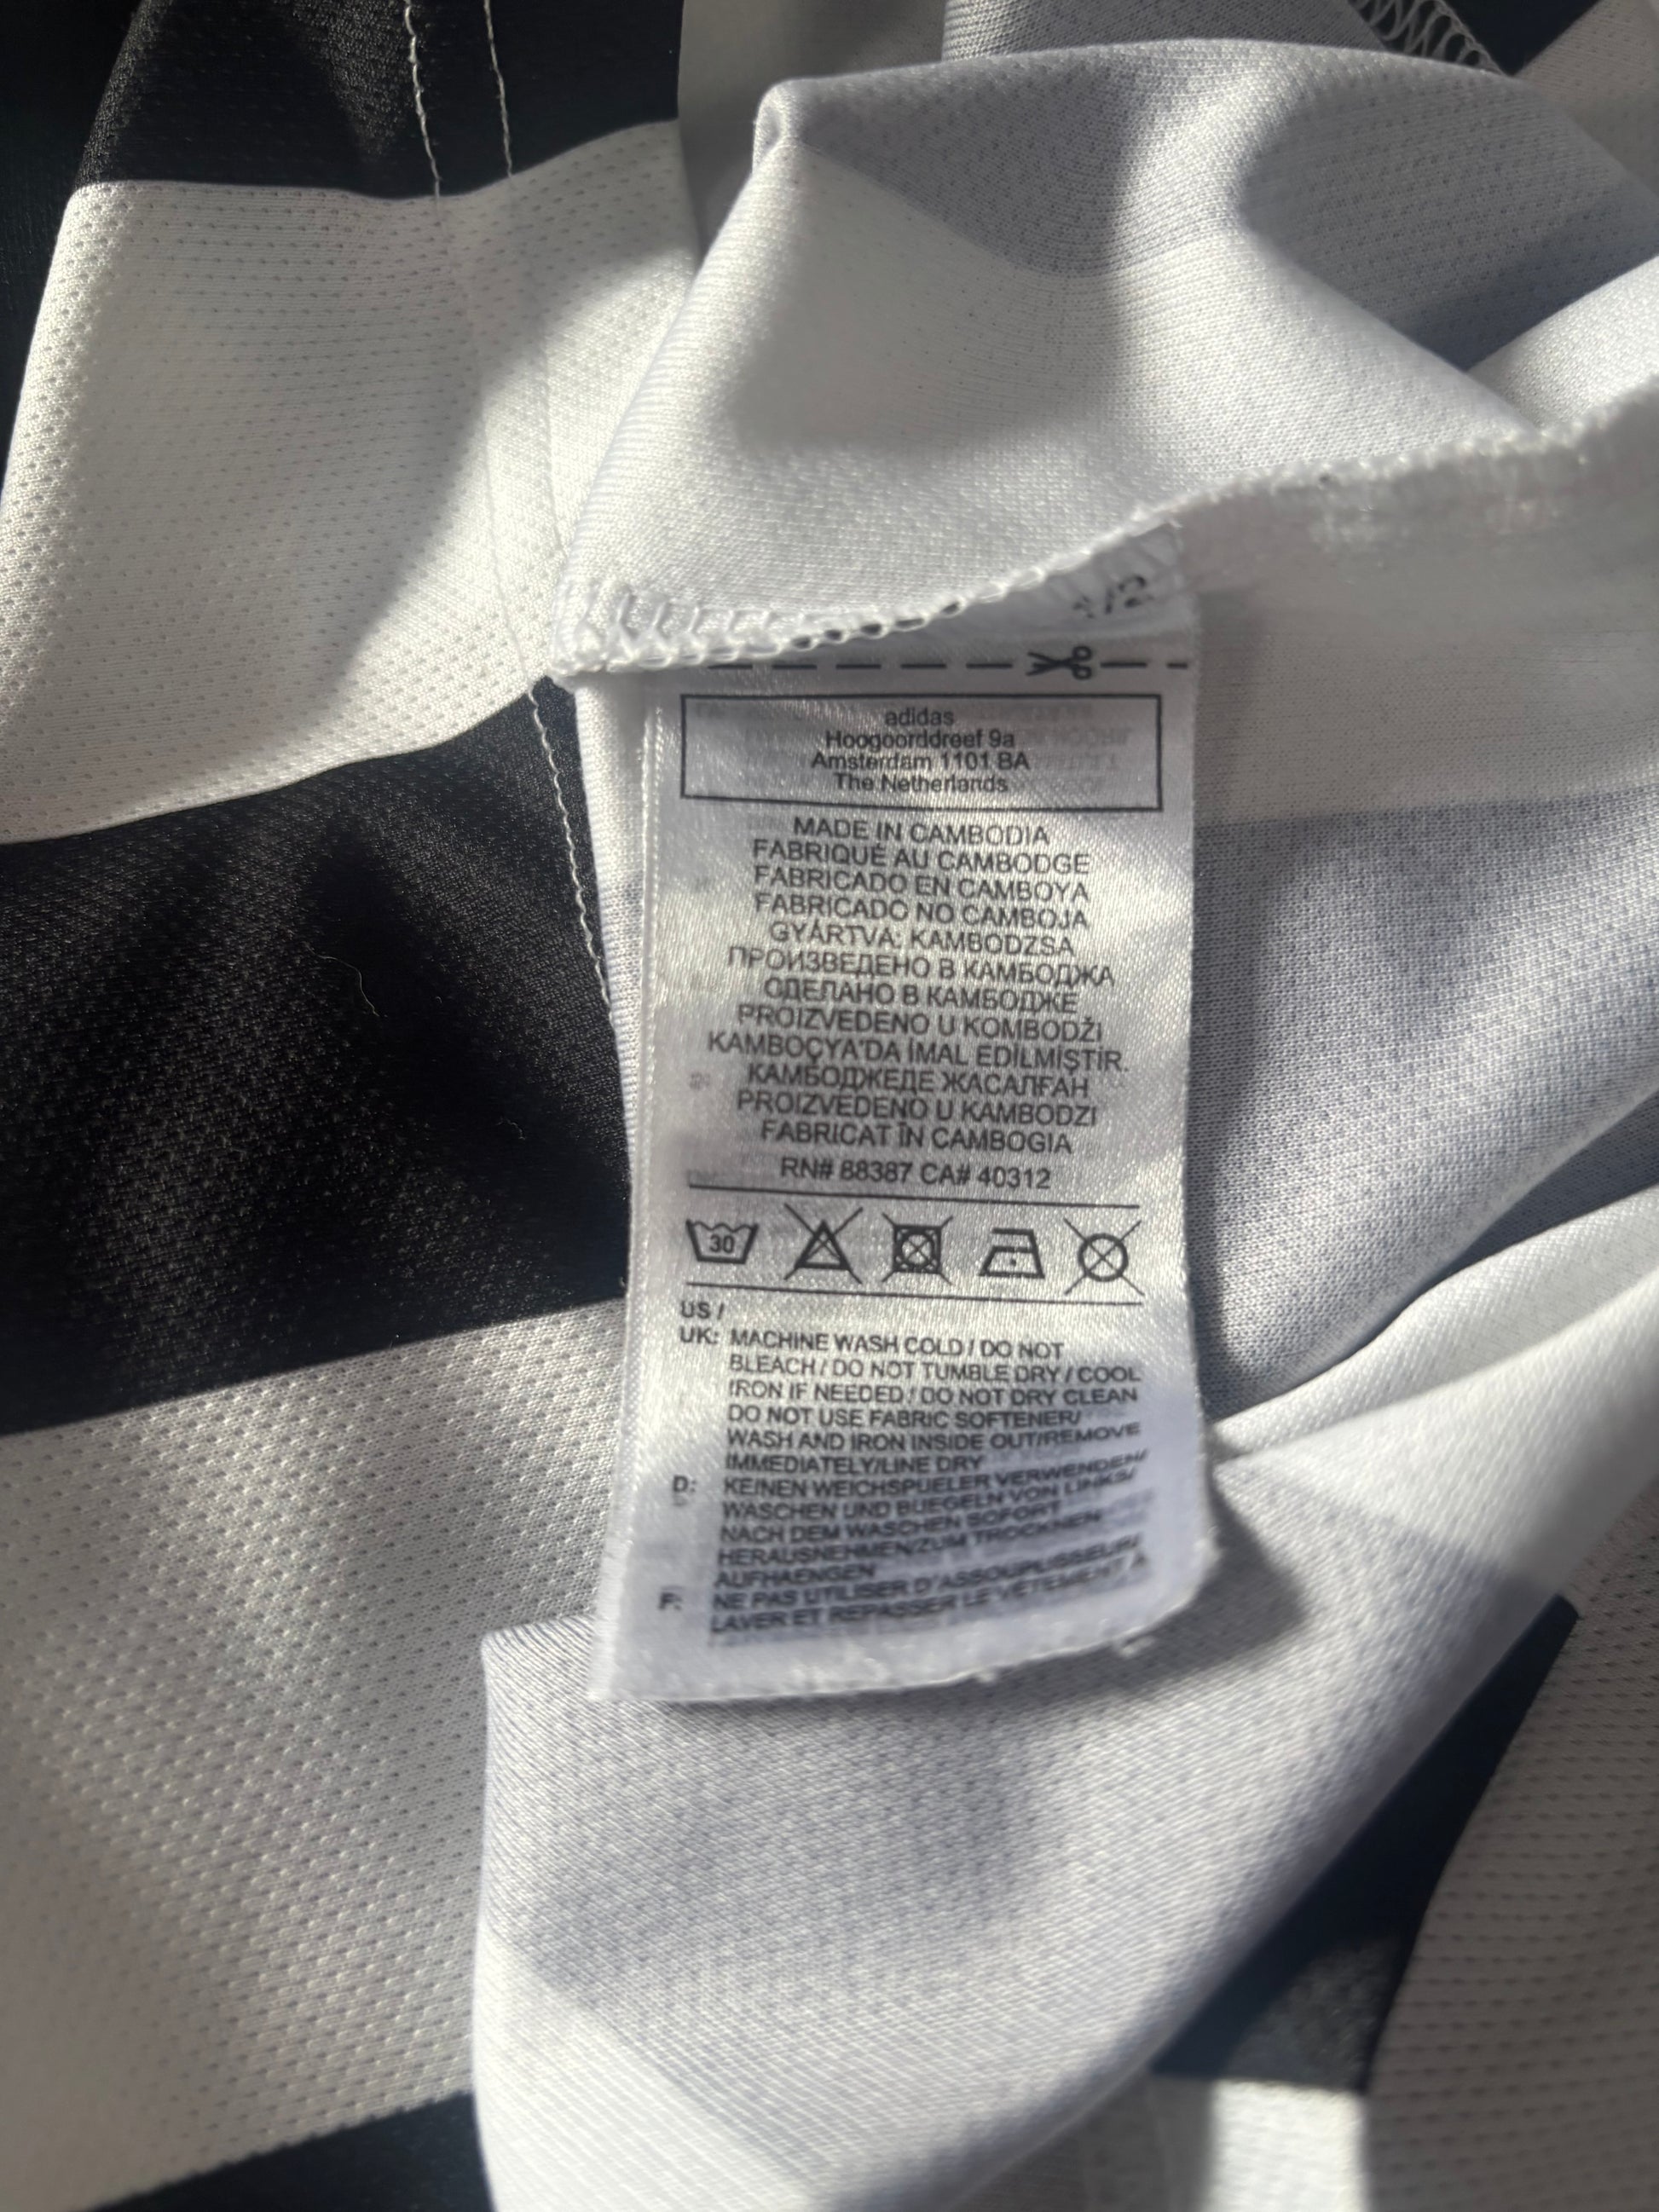 1/2
adidas
Hoogoorddreef 9a
Amsterdam 1101 BA
The Netherlands
MADE IN CAMBODIA
FABRIQUÉ AU CAMBODGE
FABRICADO EN CAMBOYA
FABRICADO NO CAMBOJA
GYÁRTVA: KAMBODZSA
ПРОИЗВЕДЕНО В КАМБОДЖА
СДЕЛАНО В КАМБОДЖЕ
PROIZVEDENO U KOMBODŽI
KAMBOÇYA'DA İMAL EDİLMİŞTİR.
КАМБОДЖЕДЕ ЖАСАЛҒАН
PROIZVEDENO U KAMBODZI
FABRICAT ÎN CAMBOGIA
RN# 88387 CA# 40312
30
US /
UK: MACHINE WASH COLD / DO NOT
BLEACH / DO NOT TUMBLE DRY / COOL
IRON IF NEEDED / DO NOT DRY CLEAN
DO NOT USE FABRIC SOFTENER/
WASH AND IRON INSIDE OUT/REMOVE
IMMEDIATELY/LINE DRY
D: KEINEN WEICHSPUELER VERWENDEN/
WASCHEN UND BUEGELN VON LINKS/
NACH DEM WASCHEN SOFORT
HERAUSNEHMEN/ZUM TROCKNEN
AUFHAENGEN
F: NE PAS UTILISER D'ASSOUPLISSEUR/
LAVER ET REPASSER LE VÊTEMENT À